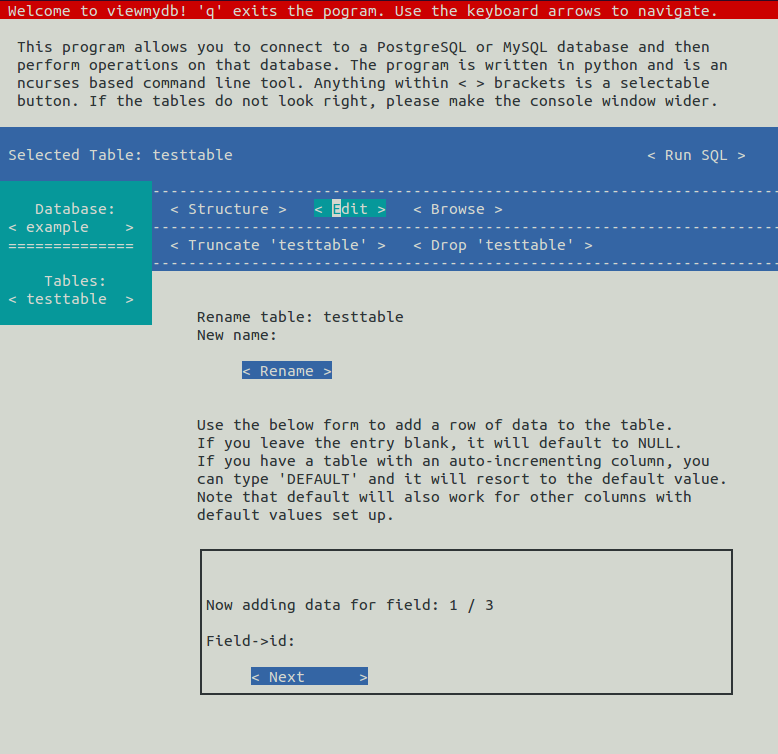 Welcome to viewmydb! 'q' exits the pogram. Use the keyboard arrows to navigate.
This program allows you to connect to a PostgreSQL or MySQL database and then
perform operations on that database. The program is written in python and is an
ncurses based command line tool. Anything within < > brackets is a selectable
button. If the tables do not look right, please make the console window wider.
Selected Table: testtable < Run SQL >
---------------------------------------------------------------------
Database: < Structure > < Edit > < Browse >
< example > ---------------------------------------------------------------------
============== < Truncate 'testtable' > < Drop 'testtable' >
---------------------------------------------------------------------
Tables:
< testtable >
Rename table: testtable
New name:
< Rename >
Use the below form to add a row of data to the table.
If you leave the entry blank, it will default to NULL.
If you have a table with an auto-incrementing column, you
can type 'DEFAULT' and it will resort to the default value.
Note that default will also work for other columns with
default values set up.
Now adding data for field: 1 / 3
Field->id:
< Next >